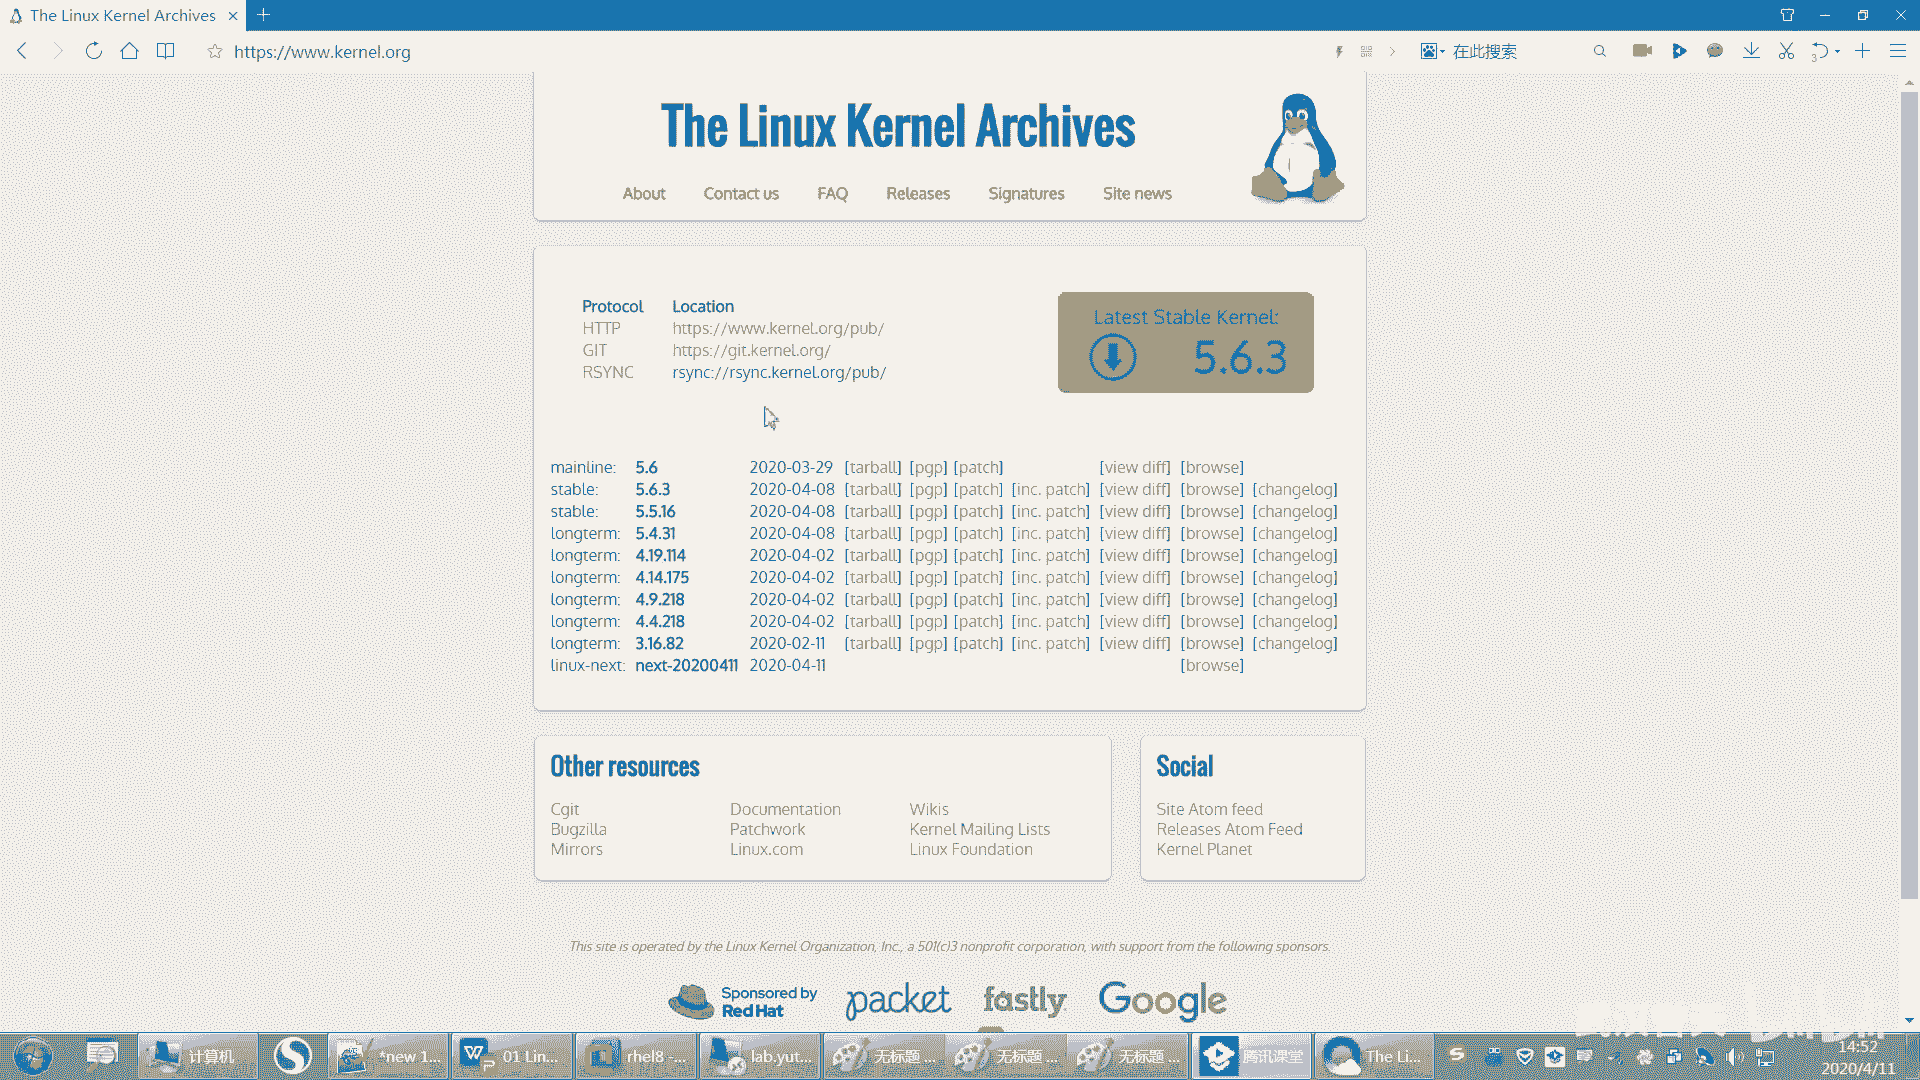 The Linux Kernel Archives
https://www.kernel.org
在此搜索
3
The Linux Kernel Archives
About Contact us FAQ Releases Signatures Site news
Protocol Location
HTTP https://www.kernel.org/pub/
GIT https://git.kernel.org/
RSYNC rsync://rsync.kernel.org/pub/
Latest Stable Kernel:
5.6.3
mainline: 5.6 2020-03-29 [tarball] [pgp] [patch] [view diff] [browse]
stable: 5.6.3 2020-04-08 [tarball] [pgp] [patch] [inc. patch] [view diff] [browse] [changelog]
stable: 5.5.16 2020-04-08 [tarball] [pgp] [patch] [inc. patch] [view diff] [browse] [changelog]
longterm: 5.4.31 2020-04-08 [tarball] [pgp] [patch] [inc. patch] [view diff] [browse] [changelog]
longterm: 4.19.114 2020-04-02 [tarball] [pgp] [patch] [inc. patch] [view diff] [browse] [changelog]
longterm: 4.14.175 2020-04-02 [tarball] [pgp] [patch] [inc. patch] [view diff] [browse] [changelog]
longterm: 4.9.218 2020-04-02 [tarball] [pgp] [patch] [inc. patch] [view diff] [browse] [changelog]
longterm: 4.4.218 2020-04-02 [tarball] [pgp] [patch] [inc. patch] [view diff] [browse] [changelog]
longterm: 3.16.82 2020-02-11 [tarball] [pgp] [patch] [inc. patch] [view diff] [browse] [changelog]
linux-next: next-20200411 2020-04-11 [browse]
Other resources
Cgit Documentation Wikis
Bugzilla Patchwork Kernel Mailing Lists
Mirrors Linux.com Linux Foundation
Social
Site Atom feed
Releases Atom Feed
Kernel Planet
This site is operated by the Linux Kernel Organization, Inc., a 501(c)3 nonprofit corporation, with support from the following sponsors.
Sponsored by
Red Hat
packet fastly Google
计算机 *new 1... 01 Lin... rhel8 -... lab.yut... 无标题 ... 无标题 ... 无标题 ... 腾讯课堂 The Li...
14:52
2020/4/11